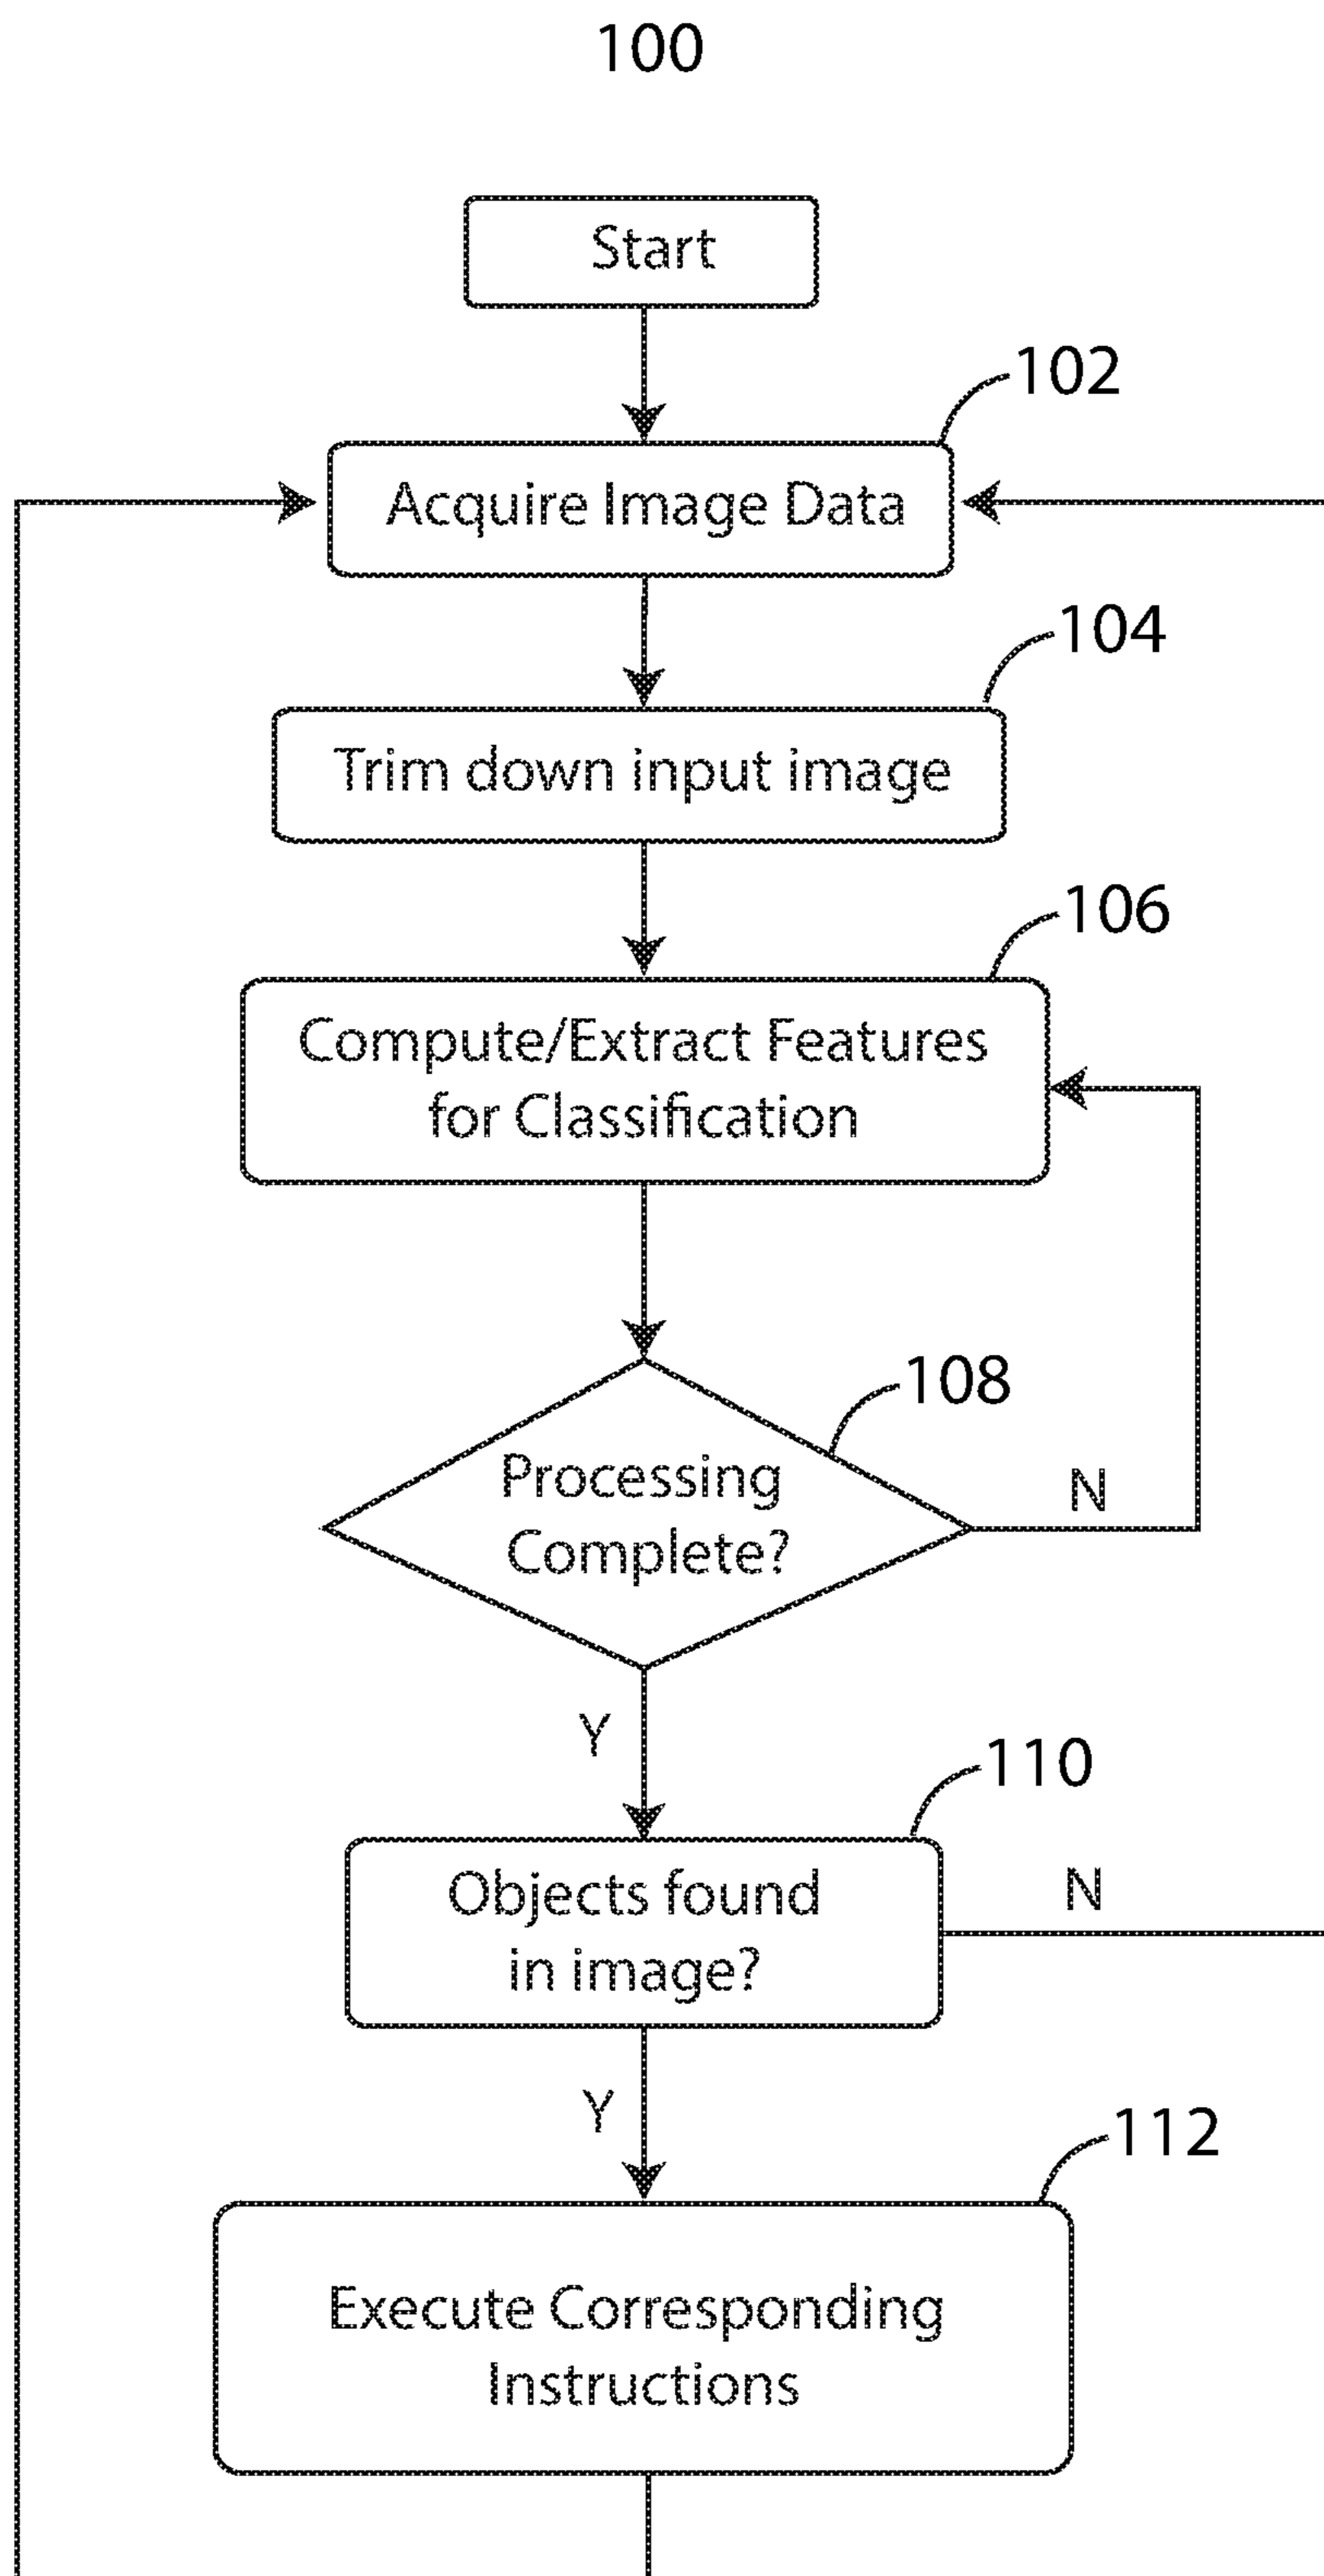 100
Start
102
Acquire Image Data
104
Trim down input image
106
Compute/Extract Features
for Classification
108
Processing
Complete?
N
Y
110
Objects found
in image?
N
Y
112
Execute Corresponding
Instructions